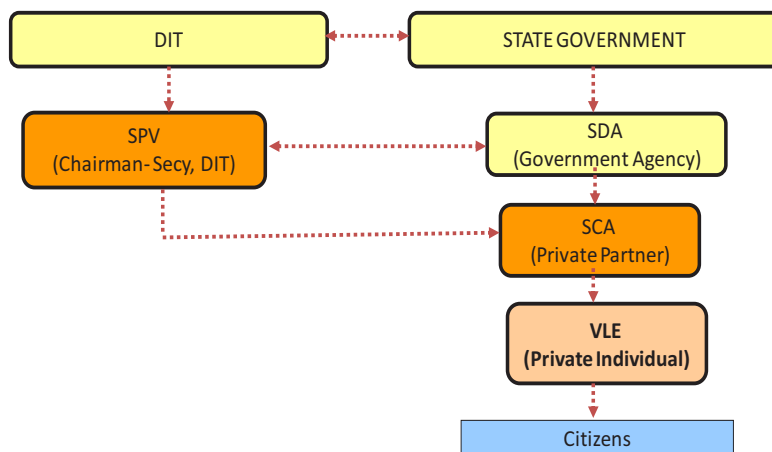 DIT
STATE GOVERNMENT
SPV
(Chairman- Secy, DIT)
SDA
(Government Agency)
SCA
(Private Partner)
VLE
(Private Individual)
Citizens